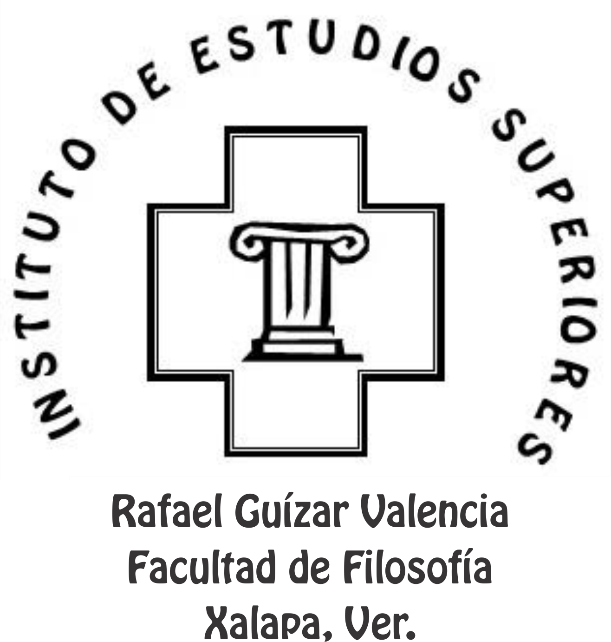 INSTITUTO DE ESTUDIOS SUPERIORES
Rafael Guízar Valencia
Facultad de Filosofía
Xalapa, Ver.